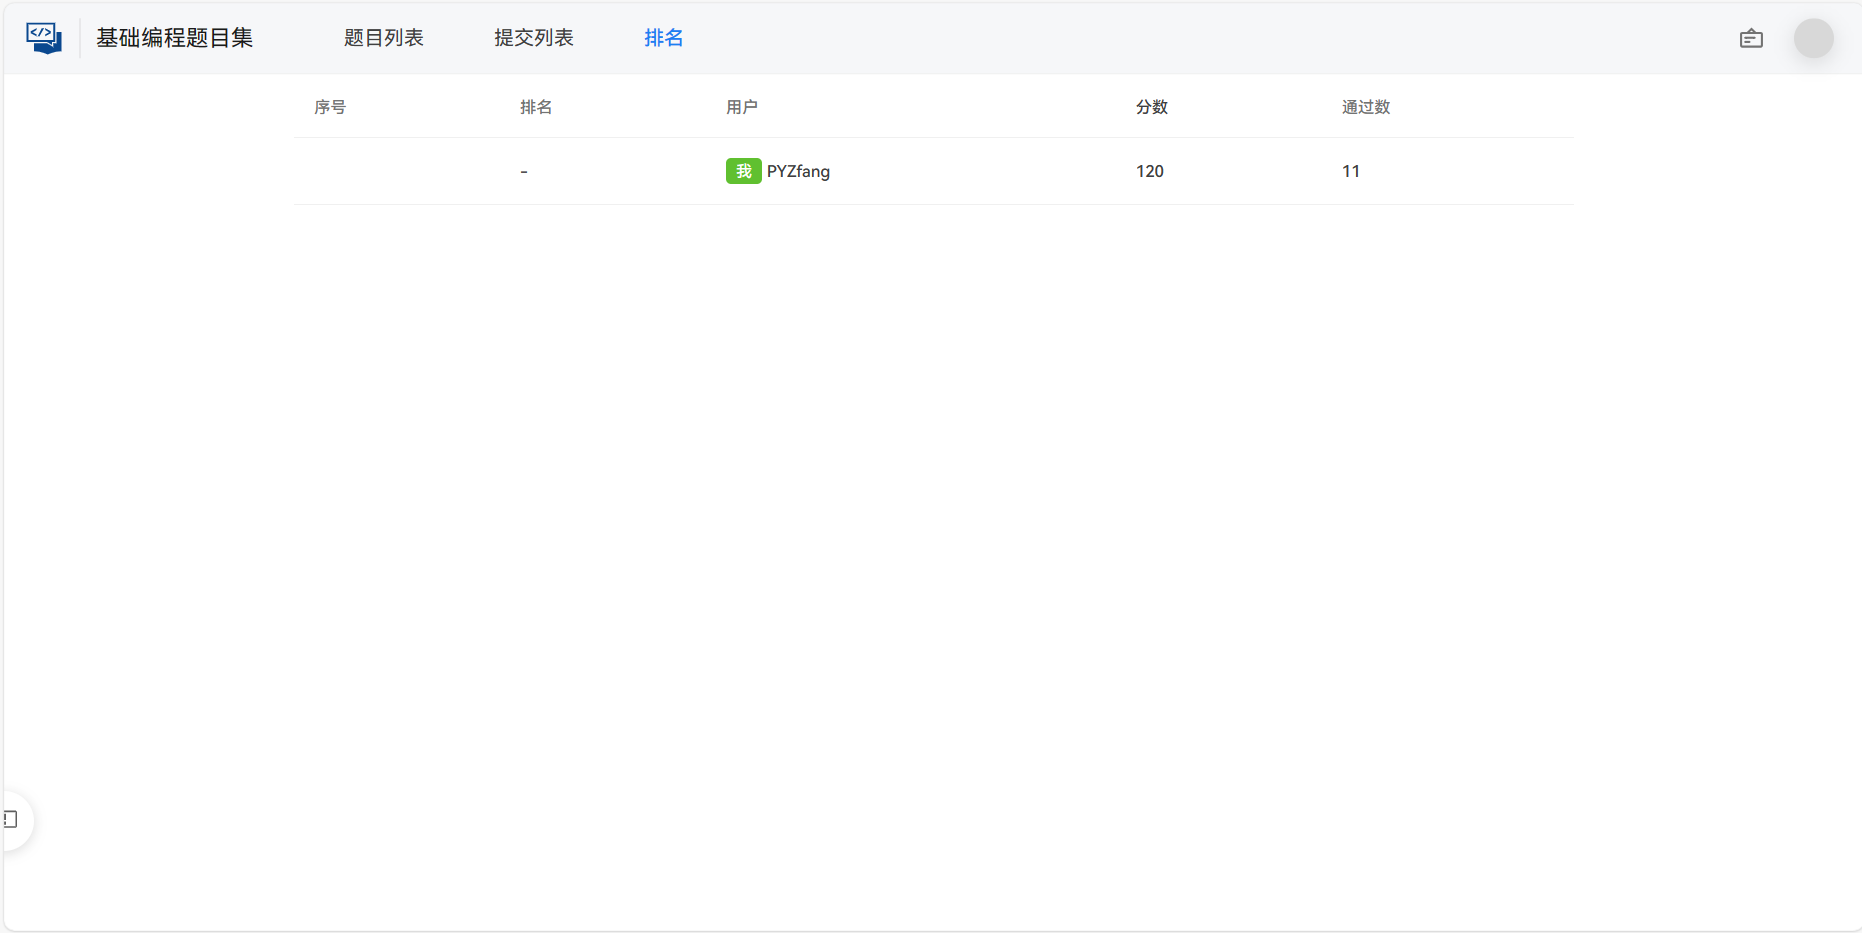 </> 基础编程题目集 题目列表 提交列表 排名
序号 排名 用户 分数 通过数
- 我 PYZfang 120 11